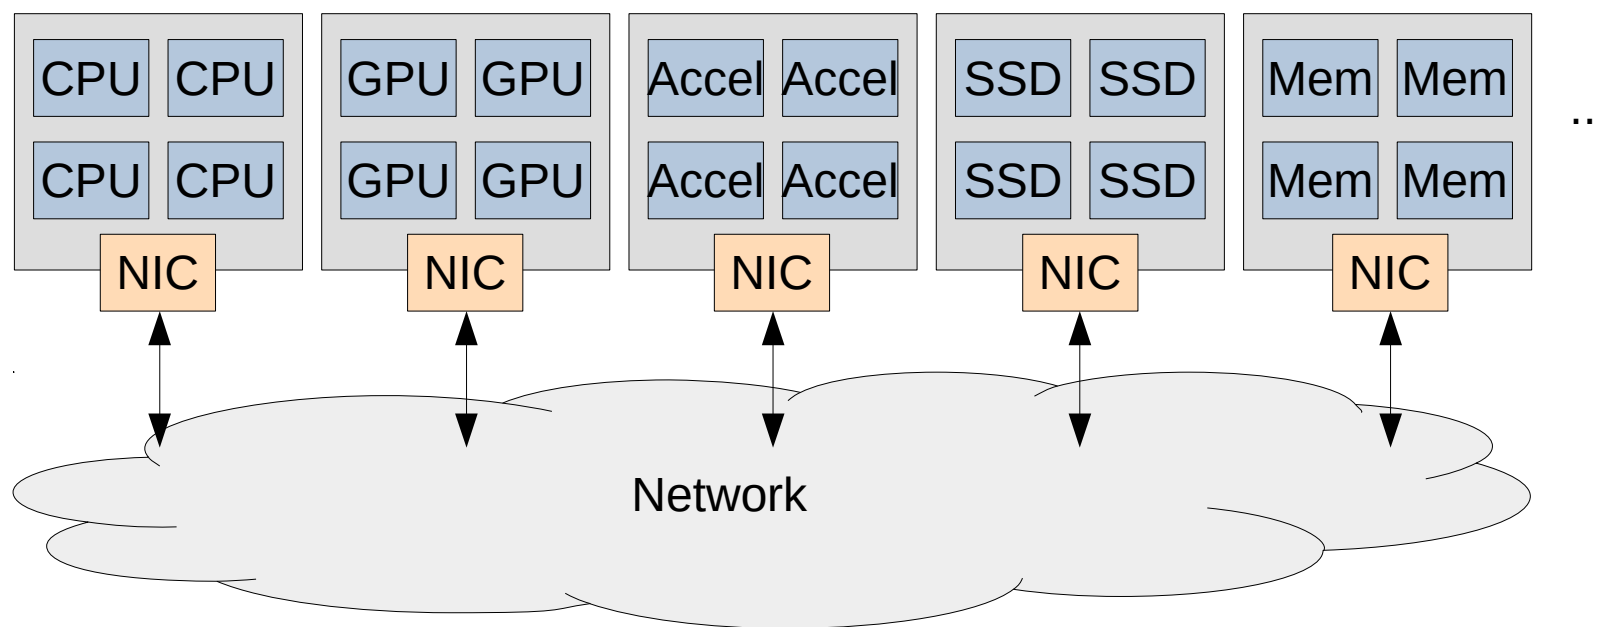 CPU CPU GPU GPU Accel Accel SSD SSD Mem Mem
..
CPU CPU GPU GPU Accel Accel SSD SSD Mem Mem
NIC NIC NIC NIC NIC
Network